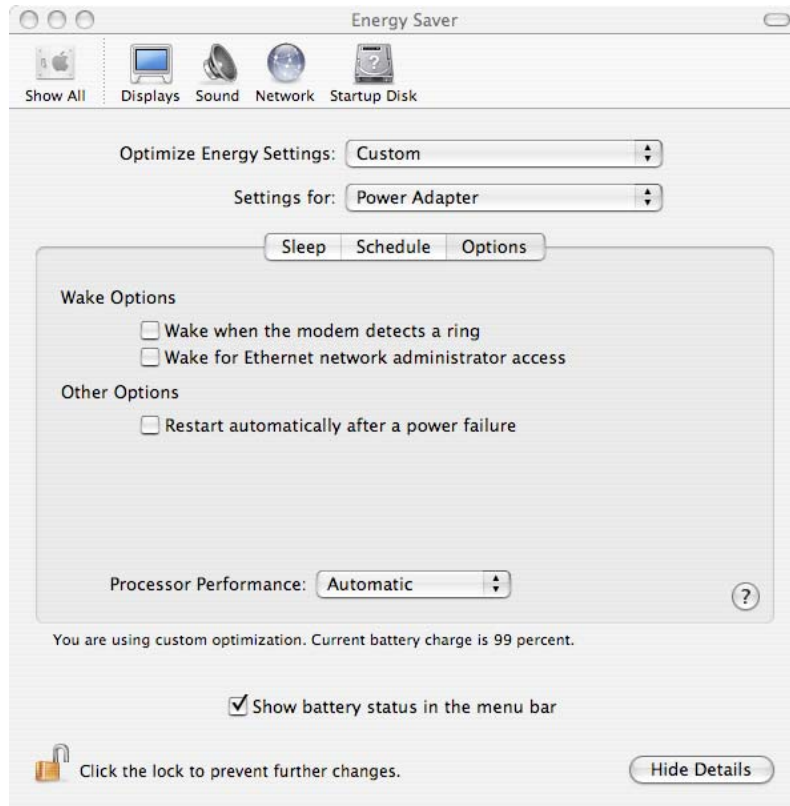 Energy Saver
Show All Displays Sound Network Startup Disk
Optimize Energy Settings: Custom
Settings for: Power Adapter
Sleep Schedule Options
Wake Options
Wake when the modem detects a ring
Wake for Ethernet network administrator access
Other Options
Restart automatically after a power failure
Processor Performance: Automatic
?
You are using custom optimization. Current battery charge is 99 percent.
Show battery status in the menu bar
Click the lock to prevent further changes. Hide Details